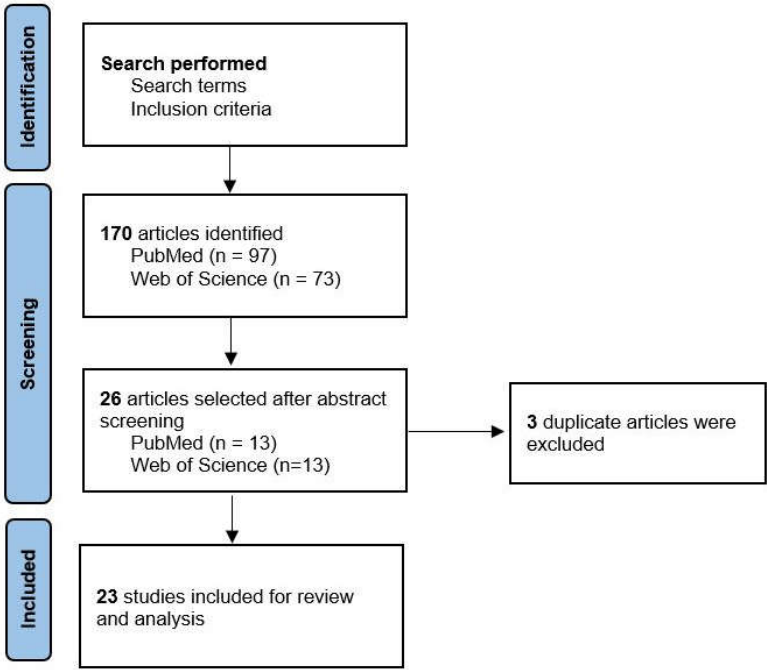 Identification
Search performed
Search terms
Inclusion criteria
Screening
170 articles identified
PubMed (n = 97)
Web of Science (n = 73)
26 articles selected after abstract
screening
PubMed (n = 13)
Web of Science (n=13)
3 duplicate articles were
excluded
Included
23 studies included for review
and analysis